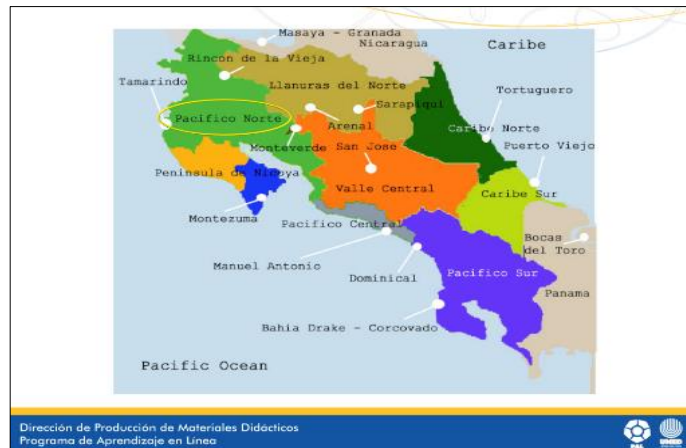 Masaya - Granada
Nicaragua
Caribe
Rincon de la Vieja
Tamarindo
Llanuras del Norte
Tortuguero
Sarapiqui
Pacifico Norte
Arenal
Caribe Norte
Monteverde
San Jose
Puerto Viejo
Peninsula de Nicoya
Valle Central
Caribe Sur
Montezuma
Pacifico Central
Bocas
del Toro
Manuel Antonio
Dominical
Pacifico Sur
Panama
Bahia Drake - Corcovado
Pacific Ocean
Dirección de Producción de Materiales Didácticos
Programa de Aprendizaje en Línea
PAL
UNED